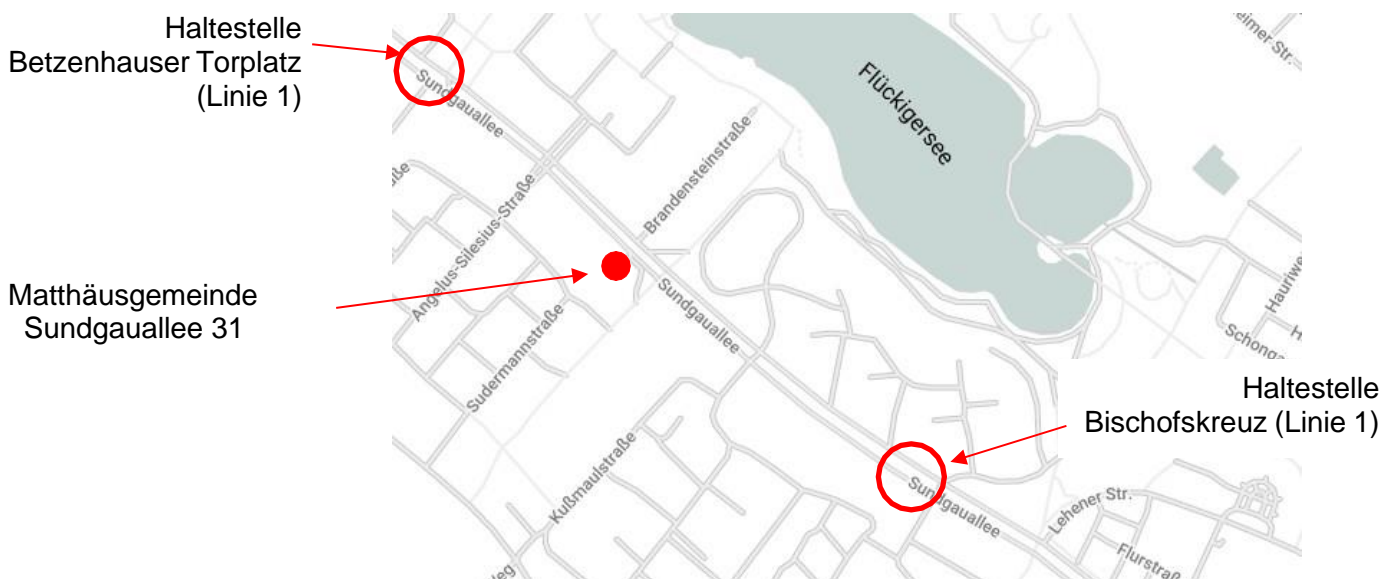 Haltestelle
Betzenhauser Torplatz
(Linie 1)
Matthäusgemeinde
Sundgauallee 31
Haltestelle
Bischofskreuz (Linie 1)
Sundgauallee
Flückigersee
Brandensteinstraße
Angelus-Silesius-Straße
Sundgauallee
Sudermannstraße
Kußmaulstraße
Sundgauallee
Lehener Str.